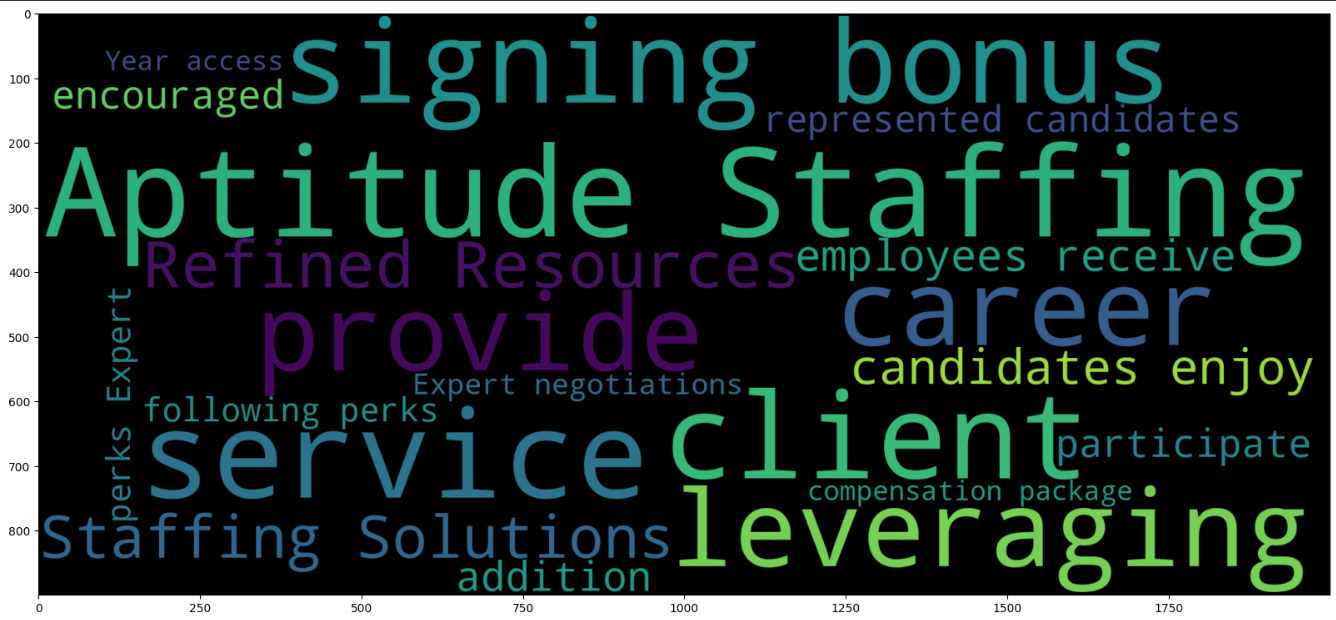 0
100
200
300
400
500
600
700
800
0
250
500
750
1000
1250
1500
1750
signing bonus
Year access
encouraged
represented candidates
Aptitude Staffing
Refined Resources
employees receive
provide
career
perks Expert
candidates enjoy
Expert negotiations
following perks
client
service
participate
compensation package
leveraging
Staffing Solutions
addition